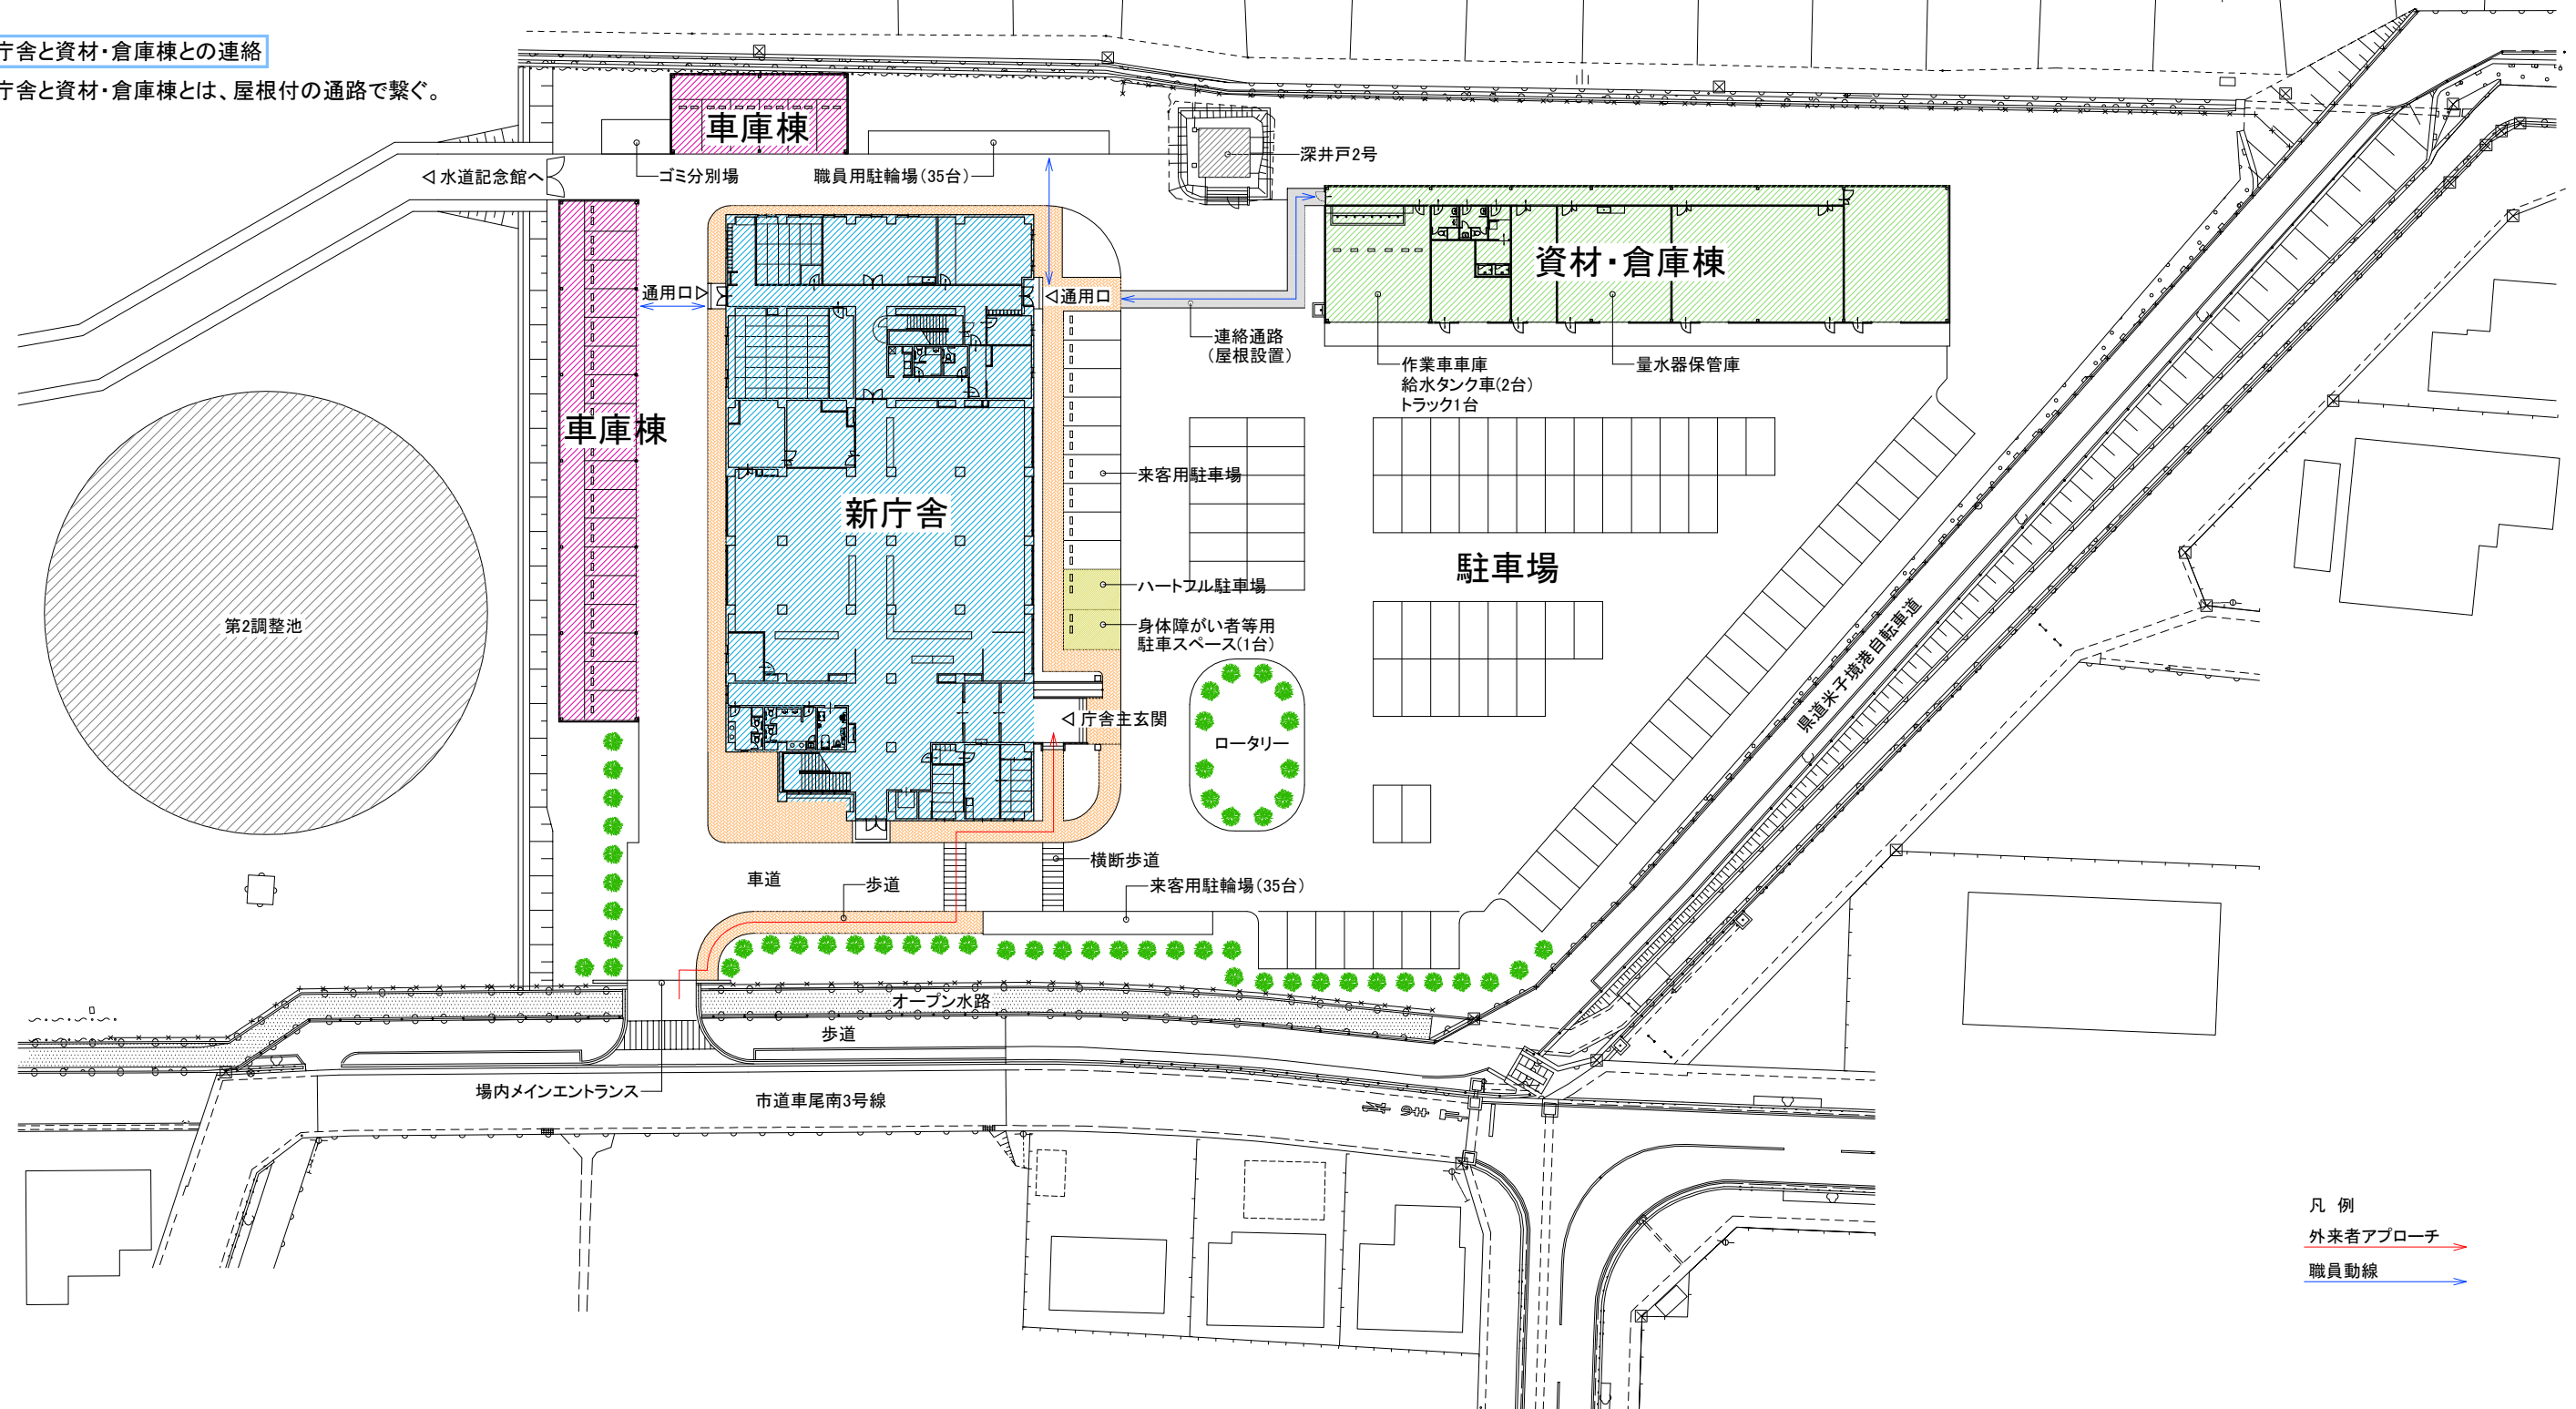 庁舎と資材・倉庫棟との連絡
庁舎と資材・倉庫棟とは、屋根付の通路で繋ぐ。
車庫棟
◁水道記念館へ
ゴミ分別場
職員用駐輪場(35台)
深井戸2号
資材・倉庫棟
通用口▷
◁通用口
連絡通路
(屋根設置)
作業車車庫
給水タンク車(2台)
トラック1台
量水器保管庫
車庫棟
新庁舎
来客用駐車場
駐車場
ハートフル駐車場
身体障がい者等用
駐車スペース(1台)
第2調整池
県道米子境港自転車道
◁ 庁舎主玄関
ロータリー
横断歩道
車道
歩道
来客用駐輪場(35台)
オープン水路
歩道
場内メインエントランス
市道車尾南3号線
凡 例
外来者アプローチ
職員動線